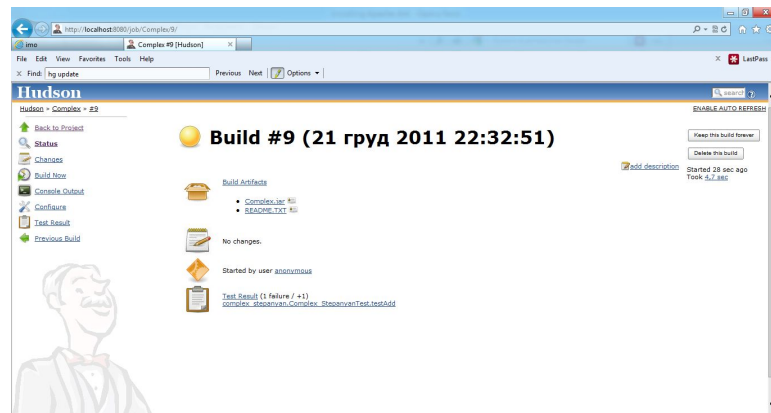 http://localhost:8080/job/Complex/9/
imo
Complex #9 [Hudson]
File Edit View Favorites Tools Help
LastPass
Find: hg update
Previous Next Options
Hudson
search
Hudson » Complex » #9
ENABLE AUTO REFRESH
Back to Project
Status
Changes
Build Now
Console Output
Configure
Test Result
Previous Build
Build #9 (21 груд 2011 22:32:51)
Keep this build forever
Delete this build
add description
Started 28 sec ago
Took 4,7 sec
Build Artifacts
Complex.jar
README.TXT
No changes.
Started by user anonymous
Test Result (1 failure / +1)
complex_stepanyan.Complex_StepanyanTest.testAdd